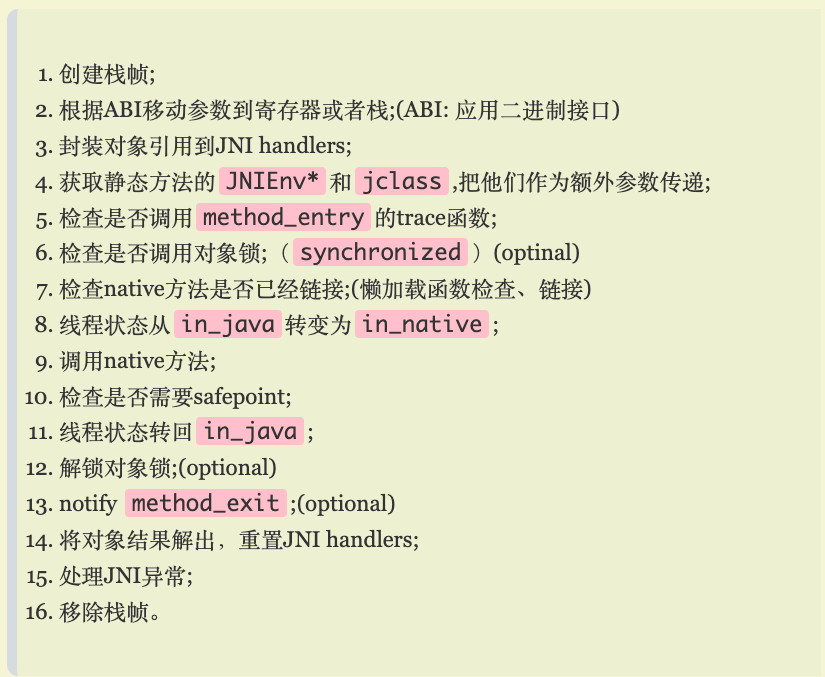 1. 创建栈帧;
2. 根据ABI移动参数到寄存器或者栈;(ABI: 应用二进制接口)
3. 封装对象引用到JNI handlers;
4. 获取静态方法的 JNIEnv* 和 jclass ,把他们作为额外参数传递;
5. 检查是否调用 method_entry 的trace函数;
6. 检查是否调用对象锁;（ synchronized ）(optinal)
7. 检查native方法是否已经链接;(懒加载函数检查、链接)
8. 线程状态从 in_java 转变为 in_native ;
9. 调用native方法;
10. 检查是否需要safepoint;
11. 线程状态转回 in_java ;
12. 解锁对象锁;(optional)
13. notify method_exit ;(optional)
14. 将对象结果解出，重置JNI handlers;
15. 处理JNI异常;
16. 移除栈帧。